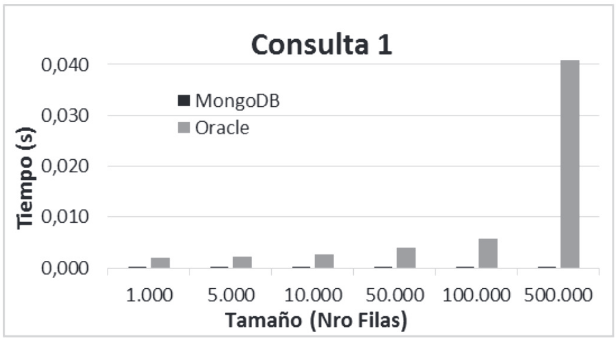 Consulta 1
0,040
0,030
0,020
0,010
0,000
Tiempo (s)
MongoDB
Oracle
1.000 5.000 10.000 50.000 100.000 500.000
Tamaño (Nro Filas)